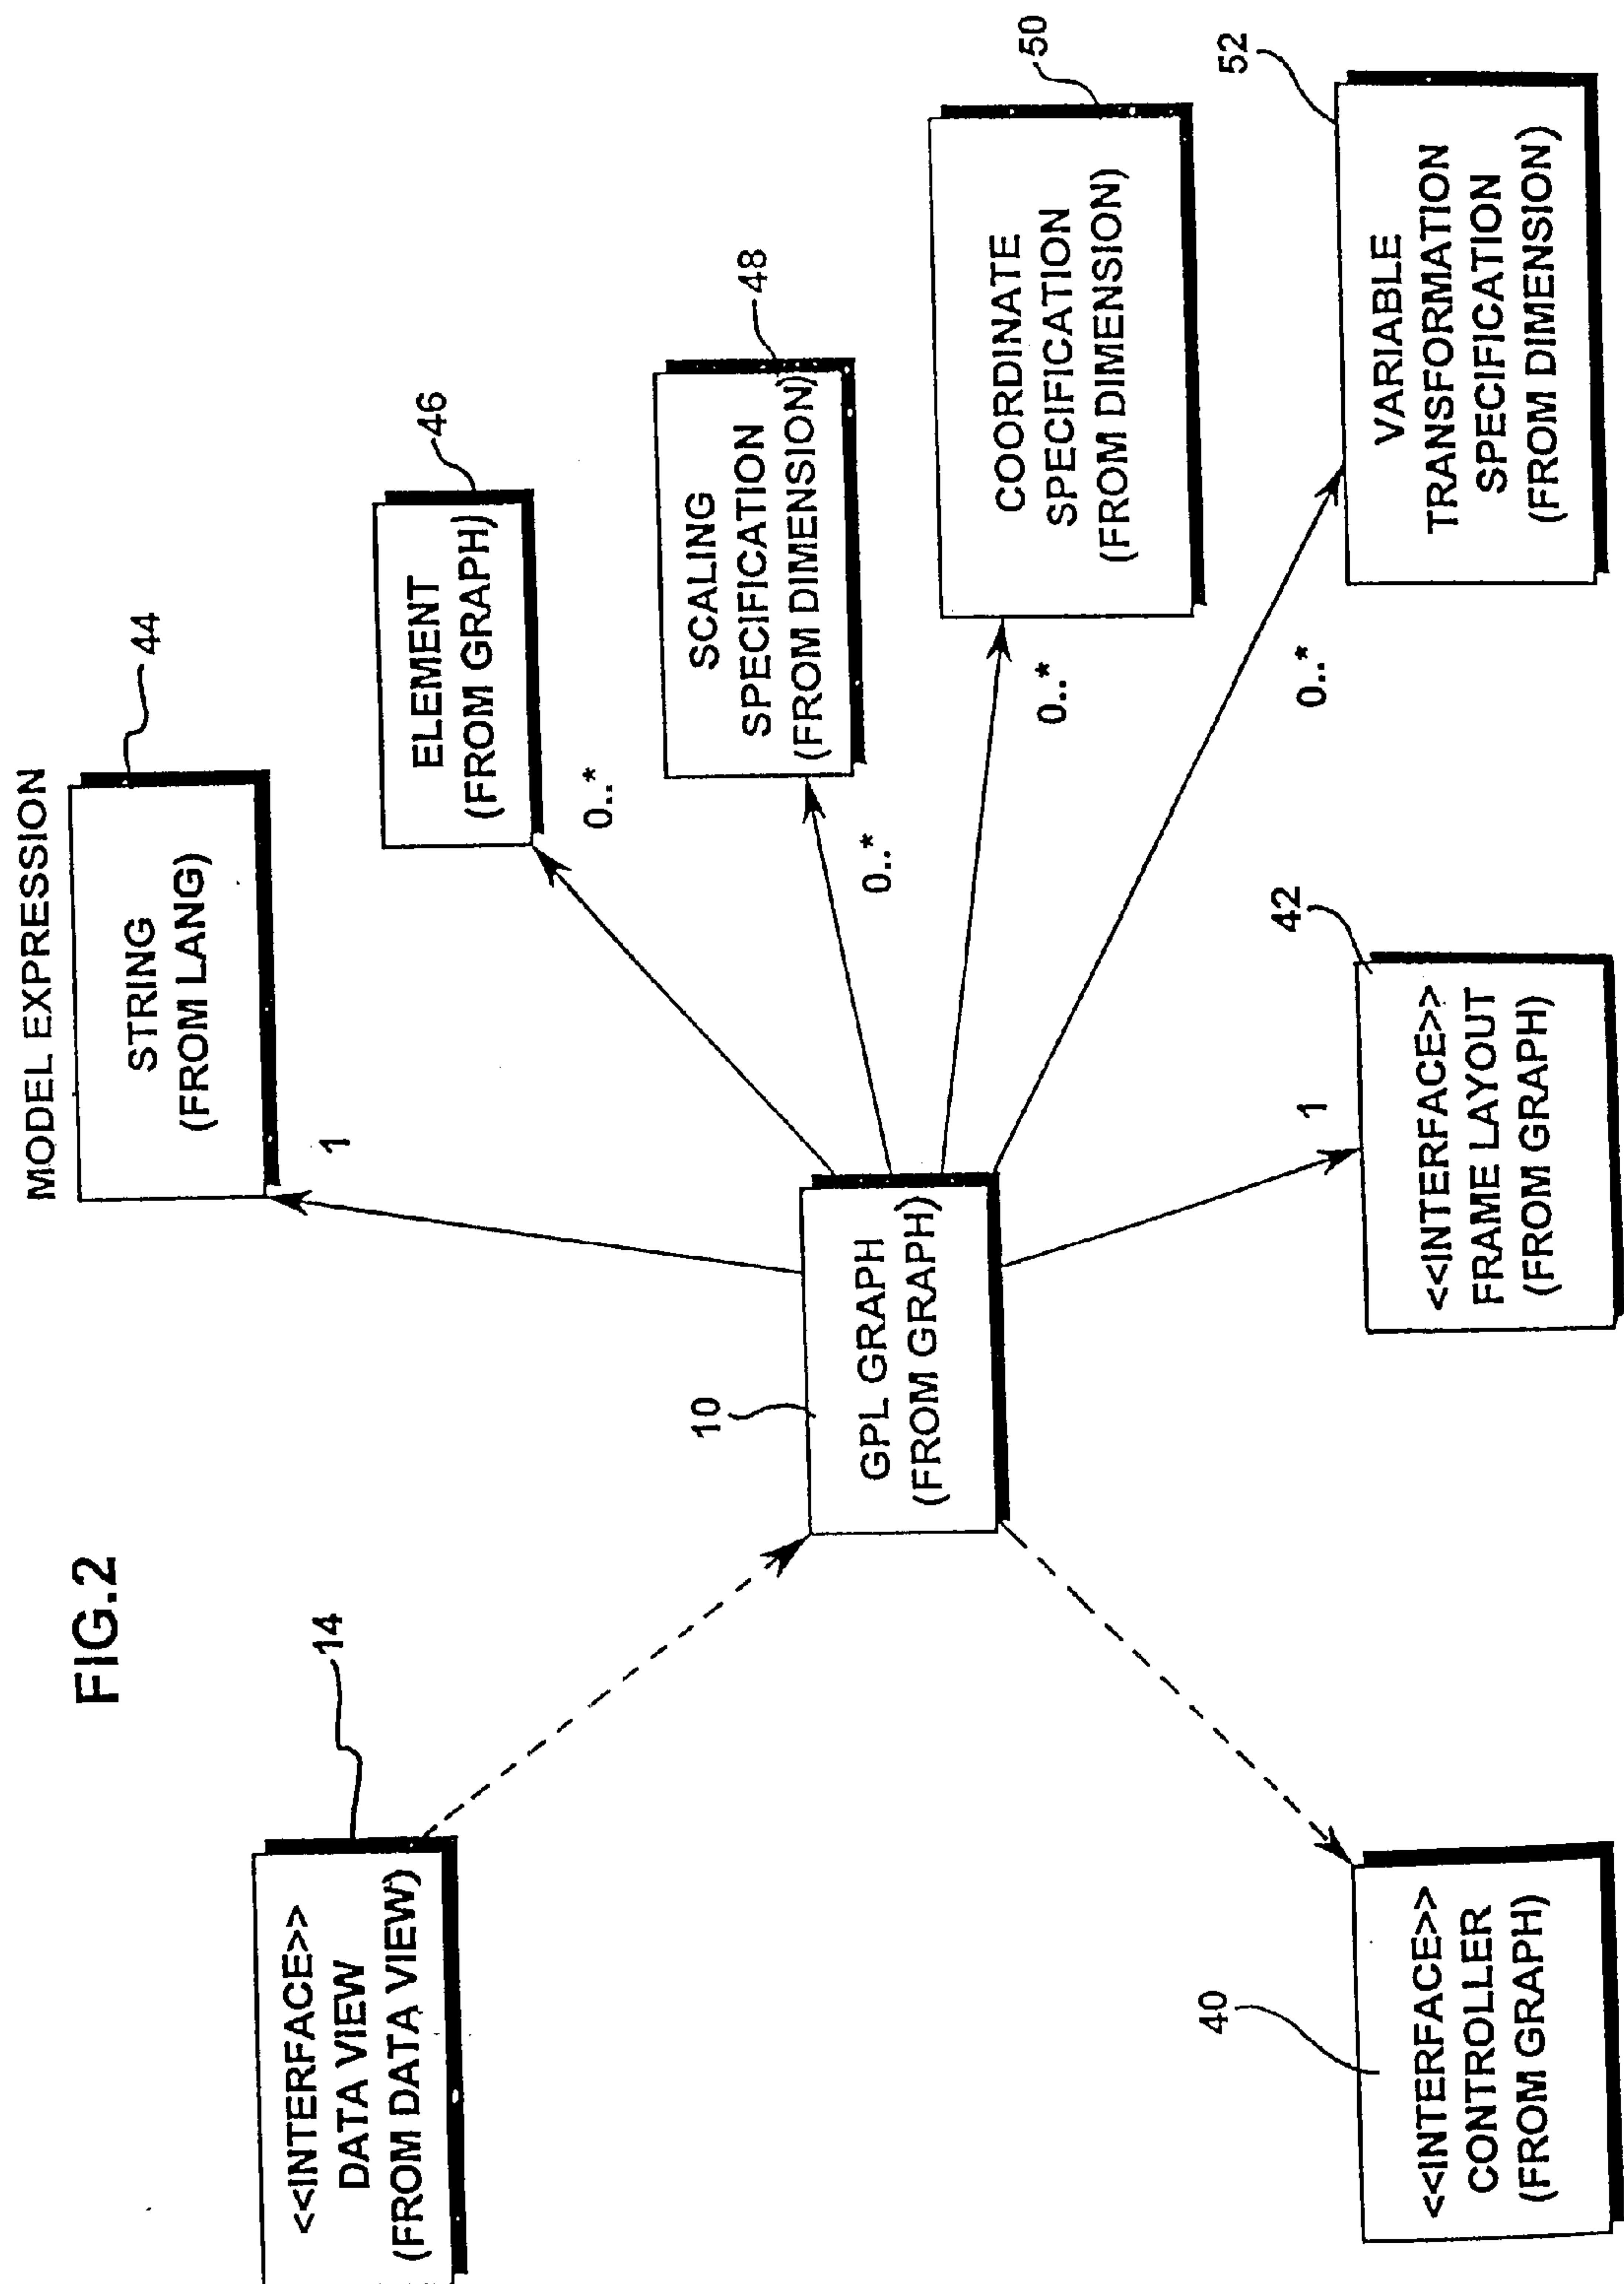 FIG.2
MODEL EXPRESSION
<<INTERFACE>>
DATA VIEW
(FROM DATA VIEW)
14
STRING
(FROM LANG)
44
1
ELEMENT
(FROM GRAPH)
46
0..*
SCALING
SPECIFICATION
(FROM DIMENSION)
48
0..*
10
GPL GRAPH
(FROM GRAPH)
COORDINATE
SPECIFICATION
(FROM DIMENSION)
50
0..*
40
<<INTERFACE>>
CONTROLLER
(FROM GRAPH)
1
42
<<INTERFACE>>
FRAME LAYOUT
(FROM GRAPH)
0..*
52
VARIABLE
TRANSFORMATION
SPECIFICATION
(FROM DIMENSION)